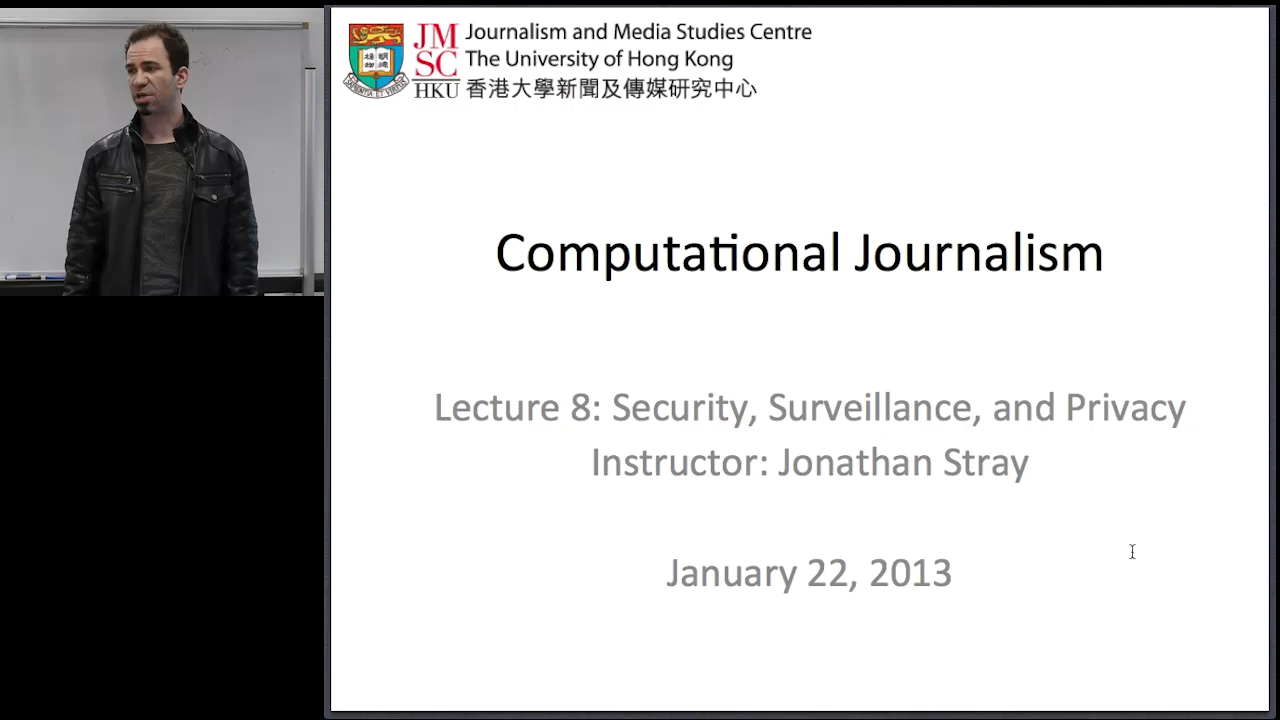 JM Journalism and Media Studies Centre
SC The University of Hong Kong
HKU 香港大學新聞及傳媒研究中心
Computational Journalism
Lecture 8: Security, Surveillance, and Privacy
Instructor: Jonathan Stray
January 22, 2013